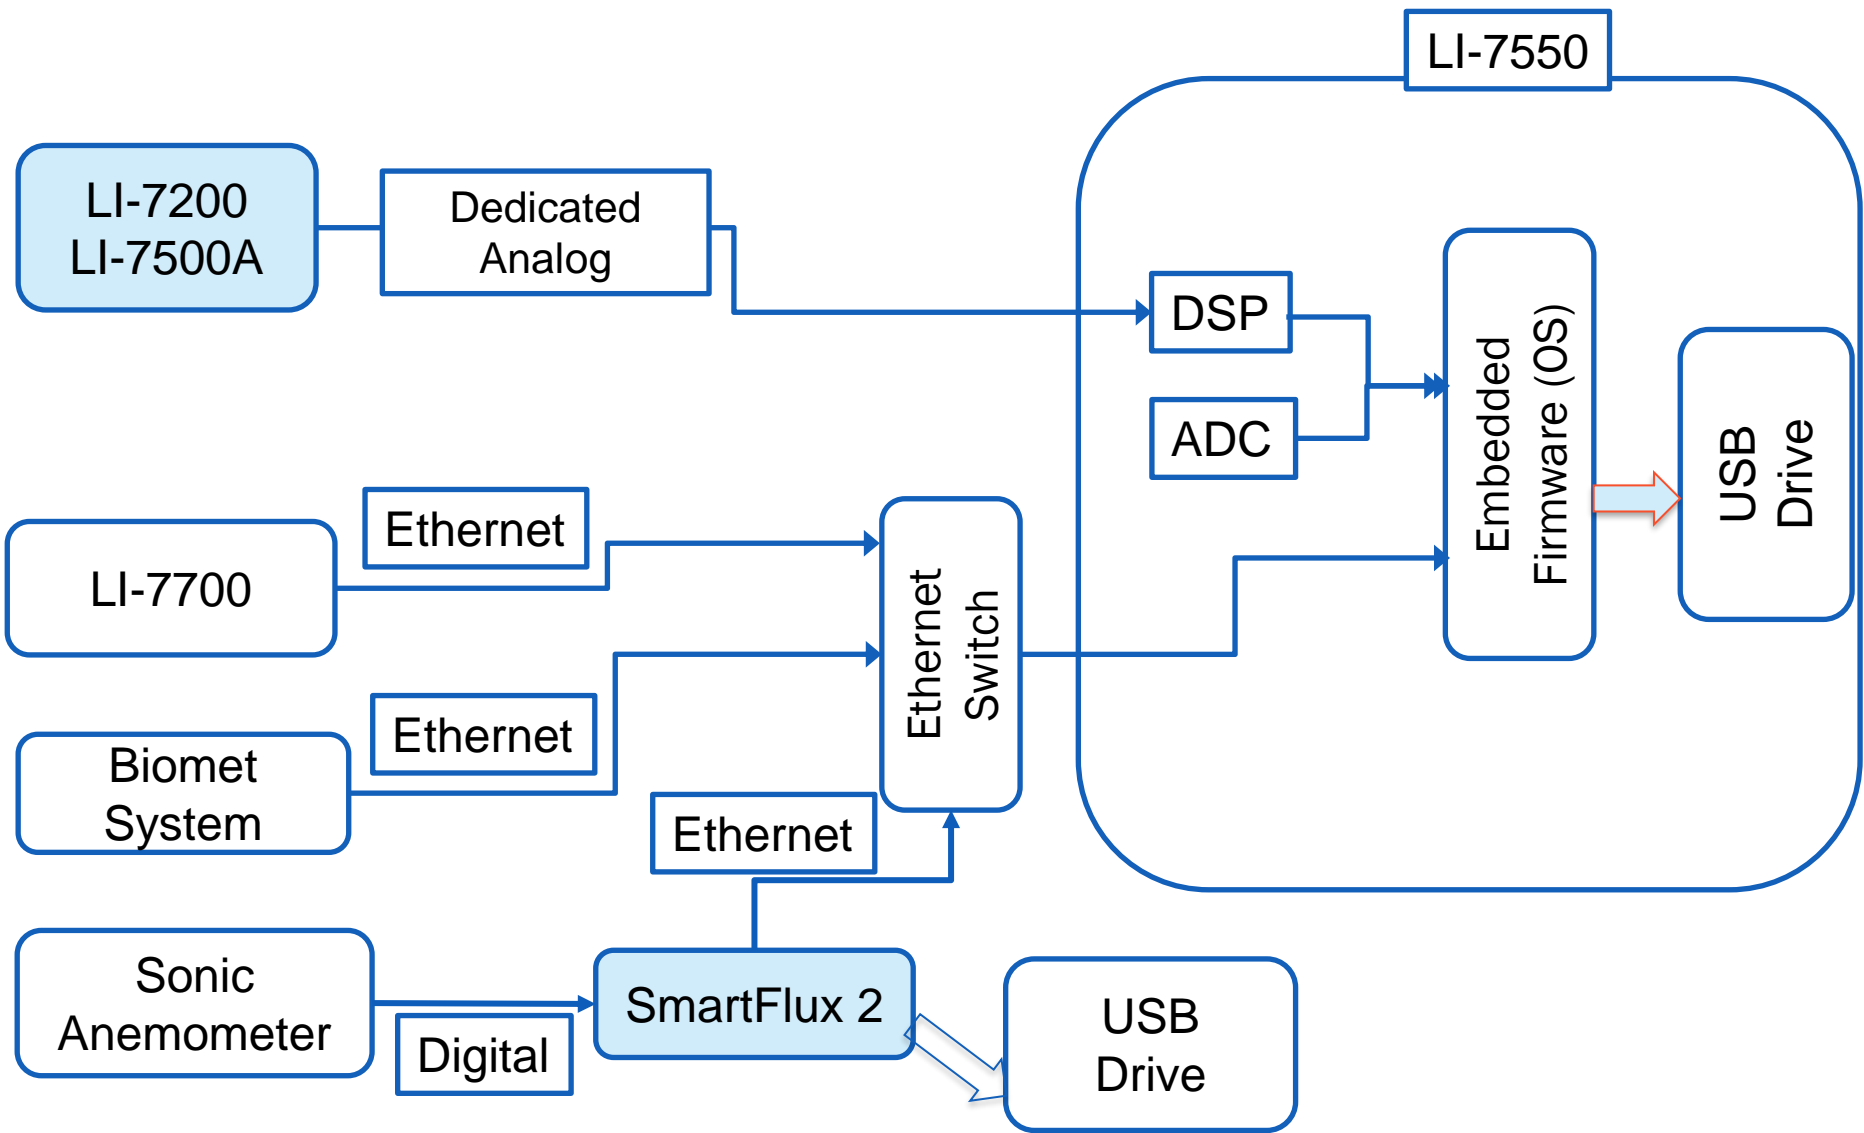 LI-7550
LI-7200
LI-7500A
Dedicated
Analog
DSP
ADC
Embedded
Firmware (OS)
USB
Drive
Ethernet
LI-7700
Ethernet
Switch
Ethernet
Biomet
System
Ethernet
Sonic
Anemometer
Digital
SmartFlux 2
USB
Drive